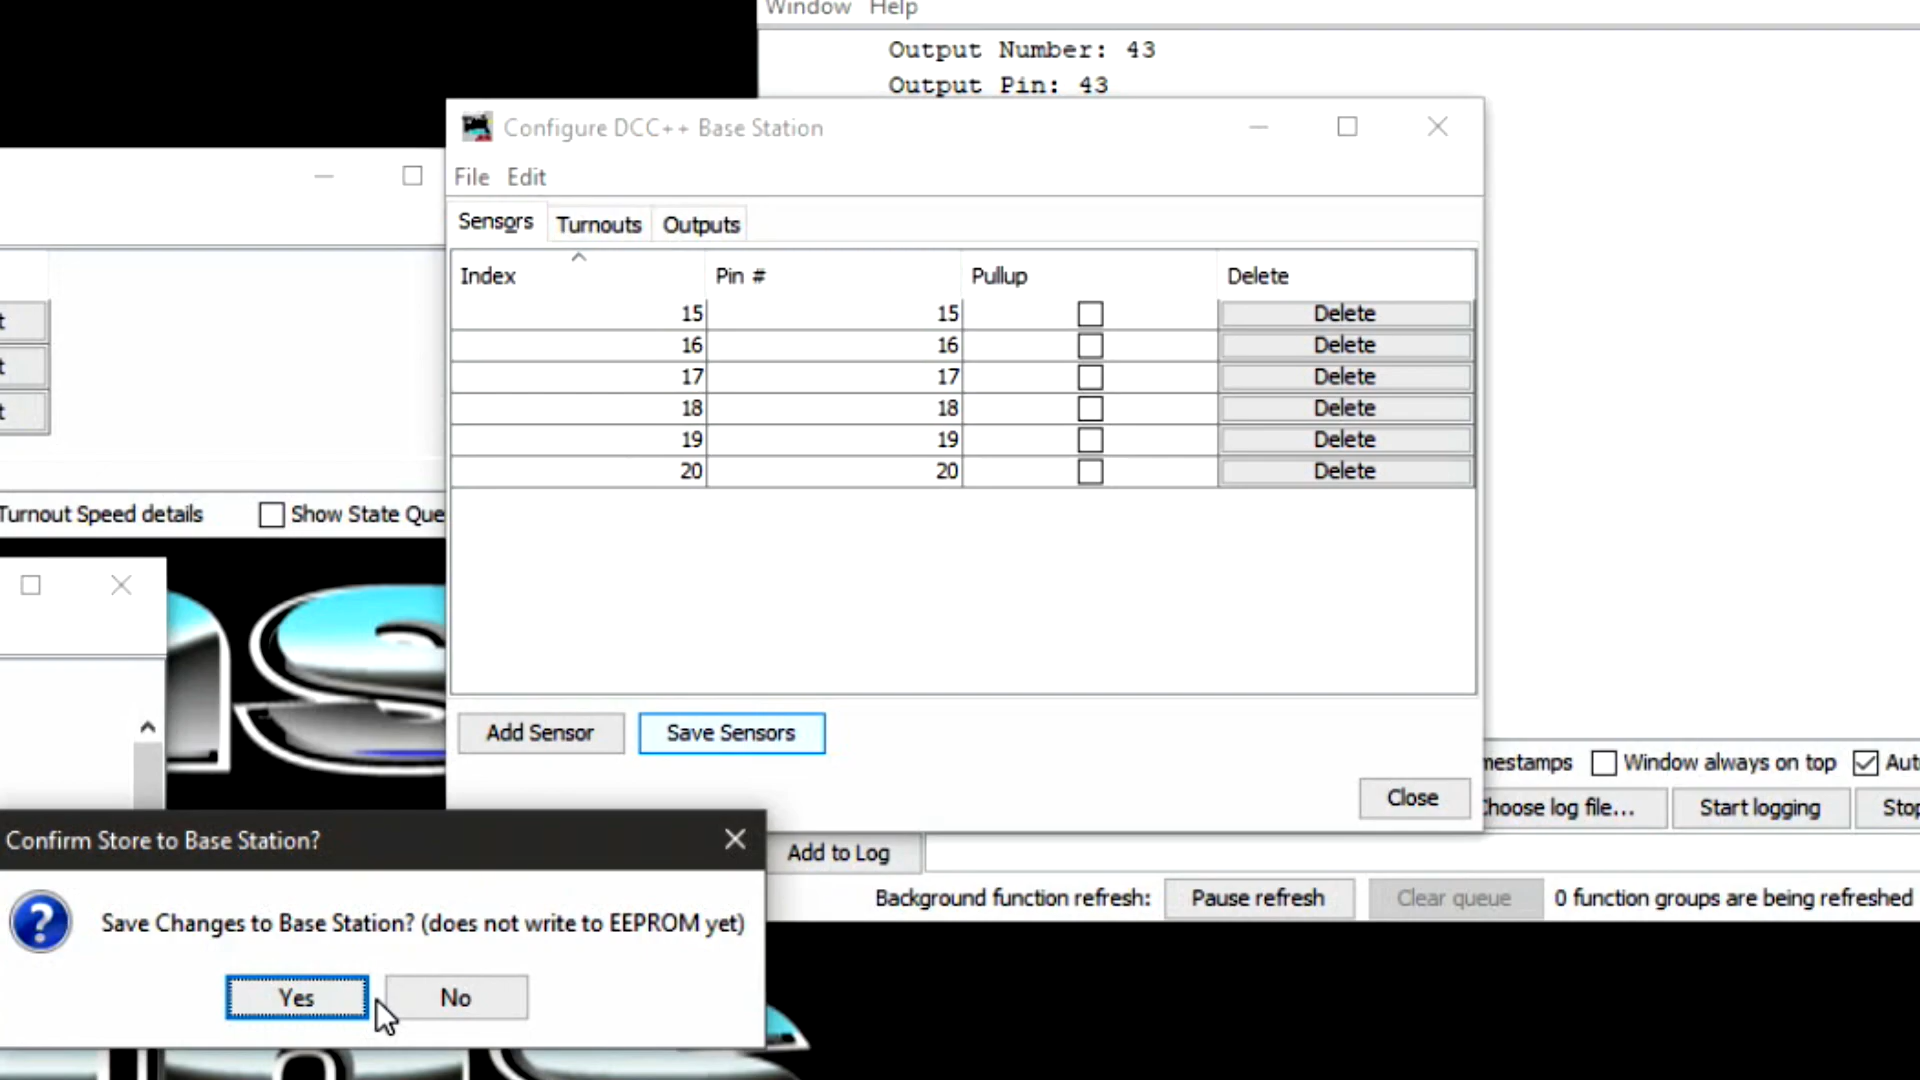 Window Help
Output Number: 43
Output Pin: 43
Configure DCC++ Base Station
File Edit
Sensors Turnouts Outputs
Index Pin # Pullup Delete
15 15 Delete
16 16 Delete
17 17 Delete
18 18 Delete
19 19 Delete
20 20 Delete
t
t
t
Turnout Speed details Show State Que
Add Sensor Save Sensors
Close
mestamps Window always on top Aut
Choose log file... Start logging Stop
Add to Log
Background function refresh: Pause refresh Clear queue 0 function groups are being refreshed
Confirm Store to Base Station?
Save Changes to Base Station? (does not write to EEPROM yet)
Yes No